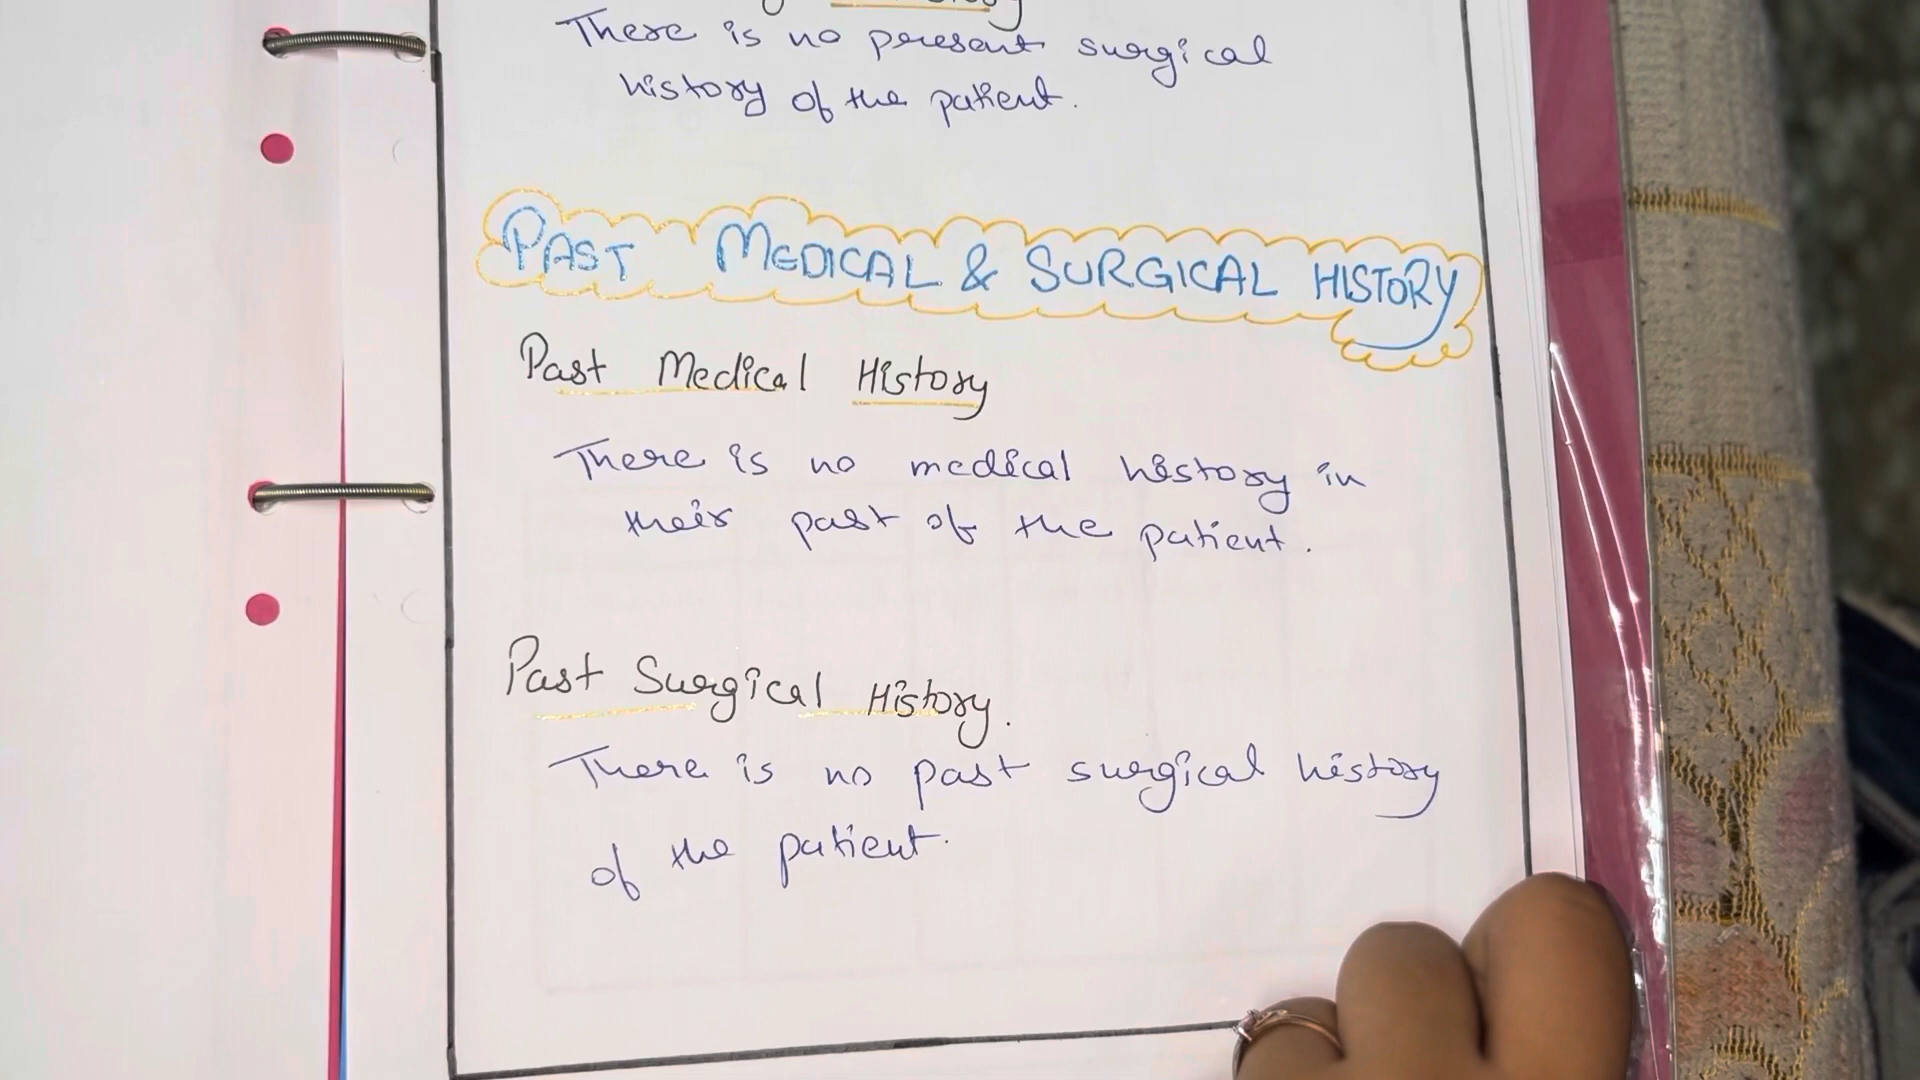 There is no present surgical
history of the patient.
PAST MEDICAL & SURGICAL HISTORY
Past Medical History
There is no medical history in
their past of the patient.
Past Surgical History.
There is no past surgical history
of the patient.